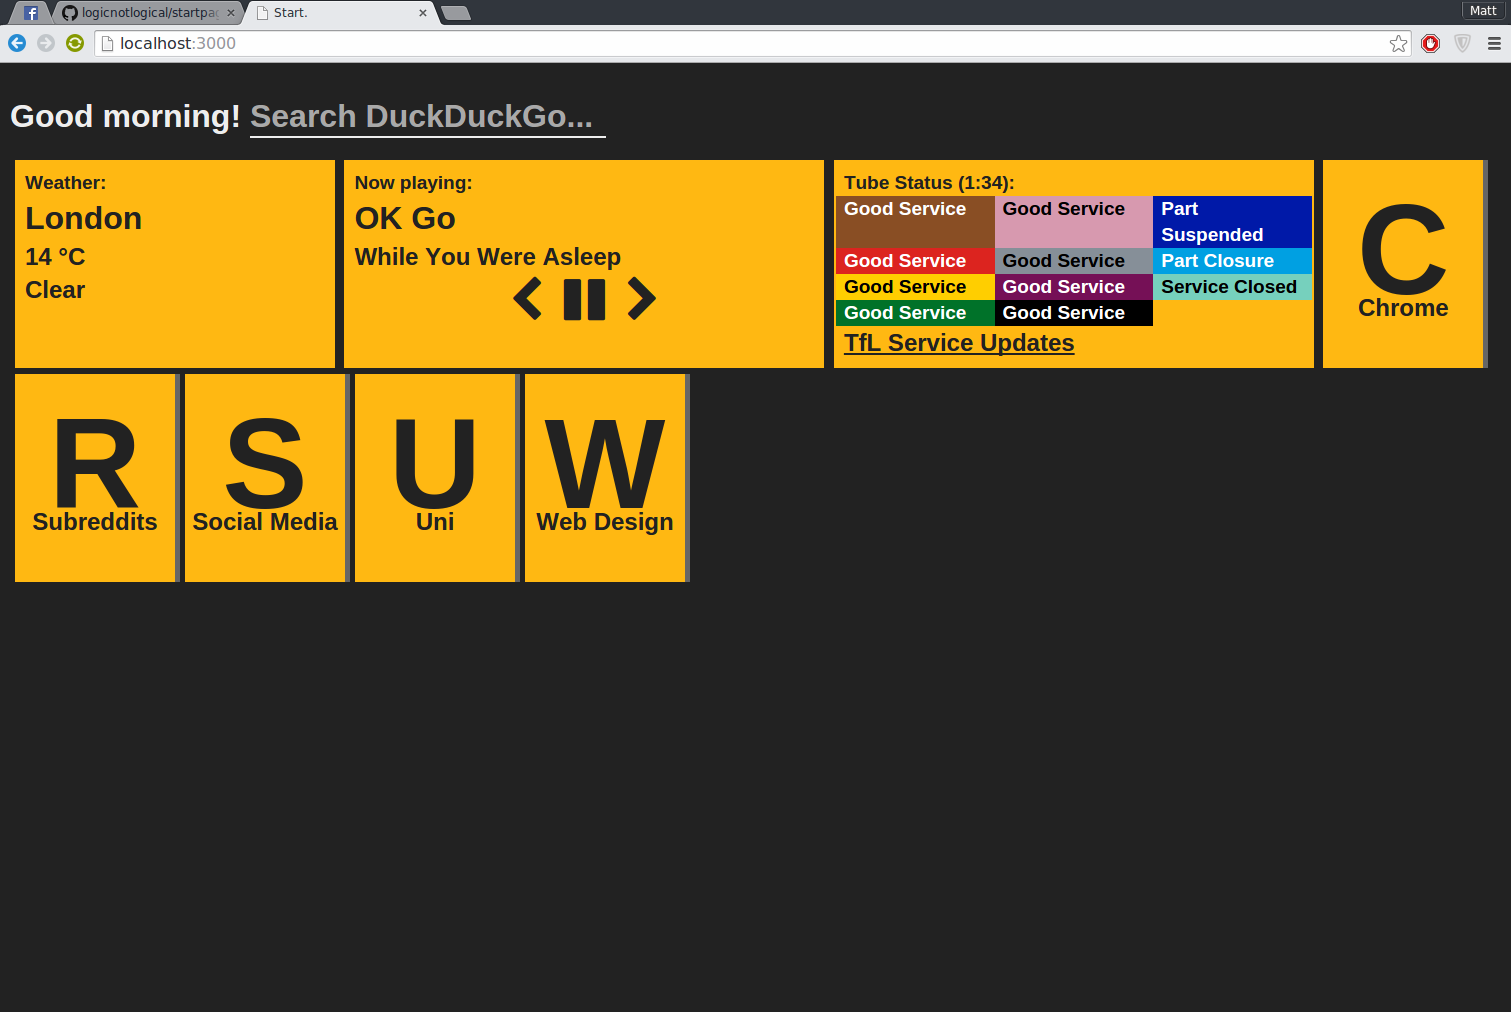 logicnotlogical/startpag
Start.
Matt
localhost:3000
Good morning! Search DuckDuckGo...
Weather:
London
14 °C
Clear
Now playing:
OK Go
While You Were Asleep
Tube Status (1:34):
Good Service Good Service Part
Suspended
Good Service Good Service Part Closure
Good Service Good Service Service Closed
Good Service Good Service
TfL Service Updates
C
Chrome
R
Subreddits
S
Social Media
U
Uni
W
Web Design